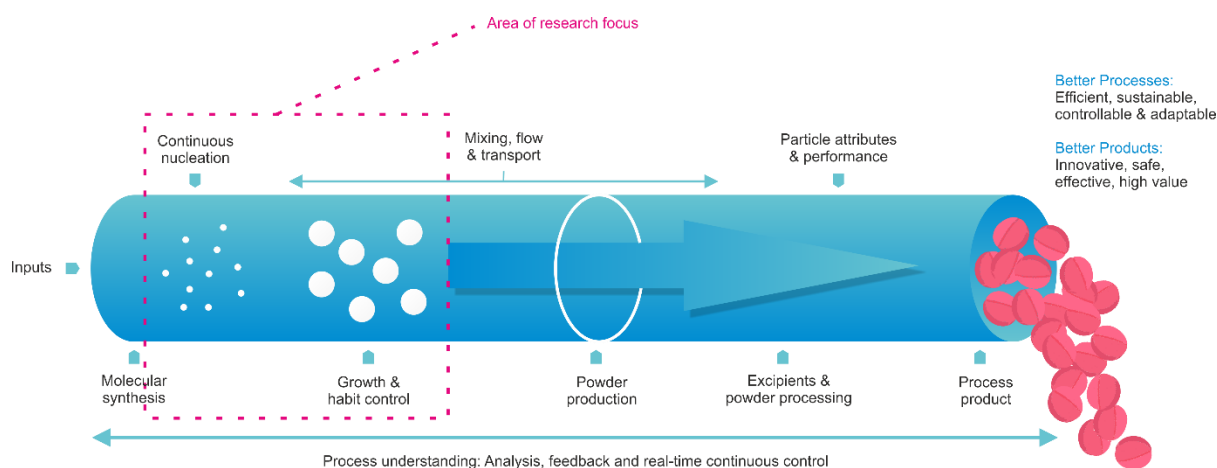 Area of research focus
Better Processes:
Efficient, sustainable,
controllable & adaptable
Better Products:
Innovative, safe,
effective, high value
Continuous
nucleation
Mixing, flow
& transport
Particle attributes
& performance
Inputs
Molecular
synthesis
Growth &
habit control
Powder
production
Excipients &
powder processing
Process
product
Process understanding: Analysis, feedback and real-time continuous control